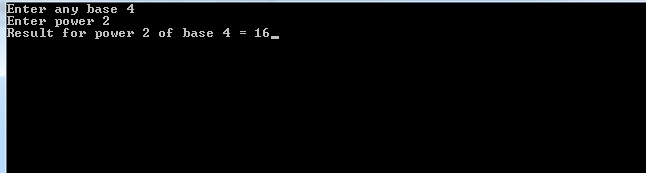 Enter any base 4
Enter power 2
Result for power 2 of base 4 = 16